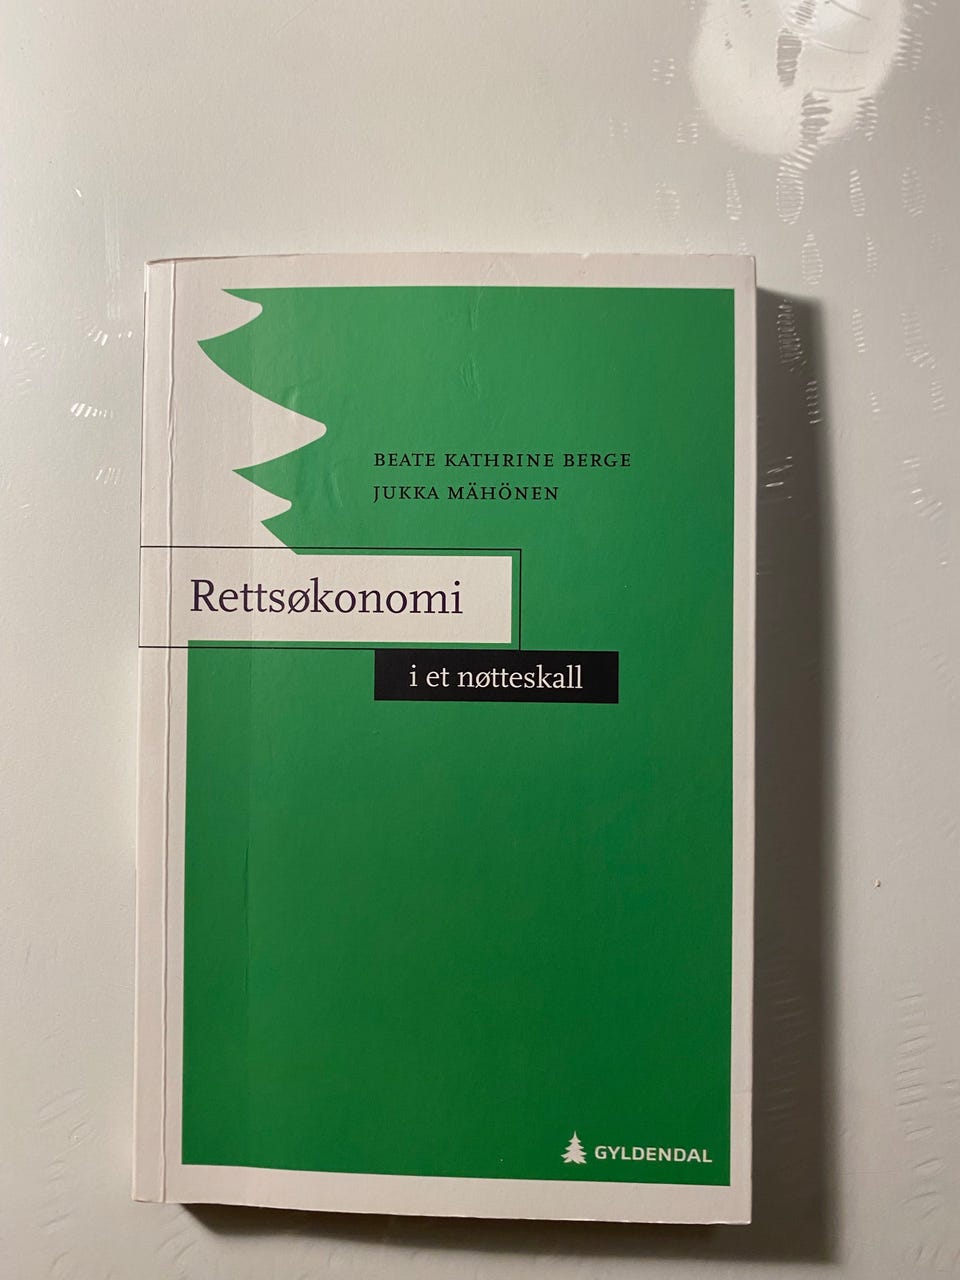 BEATE KATHRINE BERGE
JUKKA MÄHÖNEN
Rettsøkonomi
i et nøtteskall
GYLDENDAL